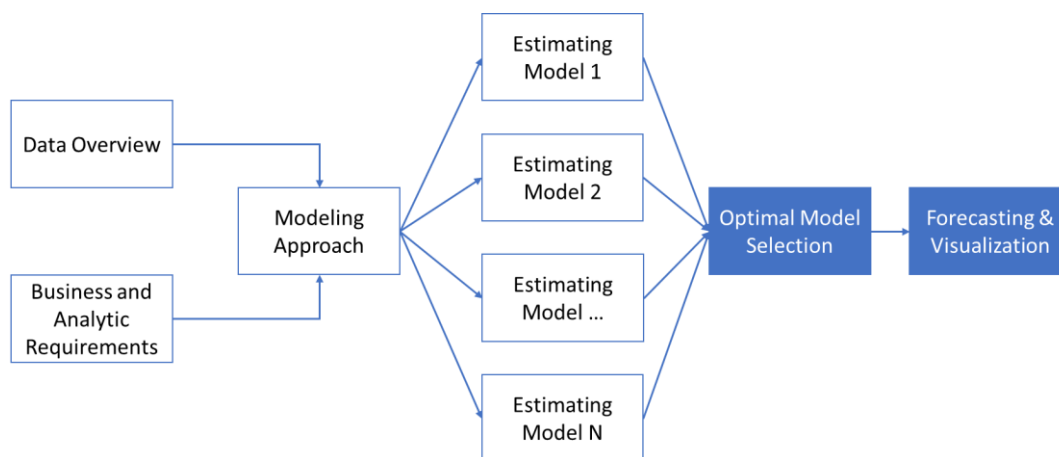 Data Overview
Business and
Analytic
Requirements
Modeling
Approach
Estimating
Model 1
Estimating
Model 2
Estimating
Model ...
Estimating
Model N
Optimal Model
Selection
Forecasting &
Visualization